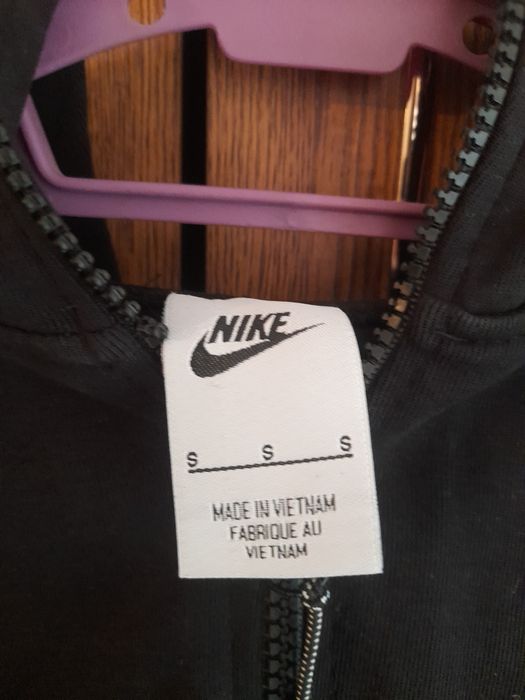 NIKE
S S S
MADE IN VIETNAM
FABRIQUE AU
VIETNAM